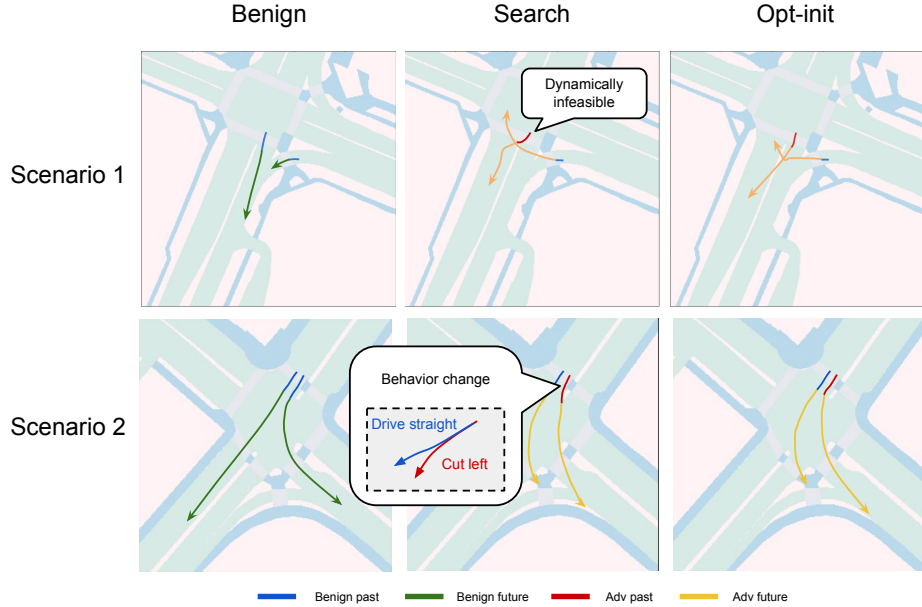 Benign
Search
Opt-init
Scenario 1
Dynamically
infeasible
Scenario 2
Behavior change
Drive straight
Cut left
Benign past
Benign future
Adv past
Adv future